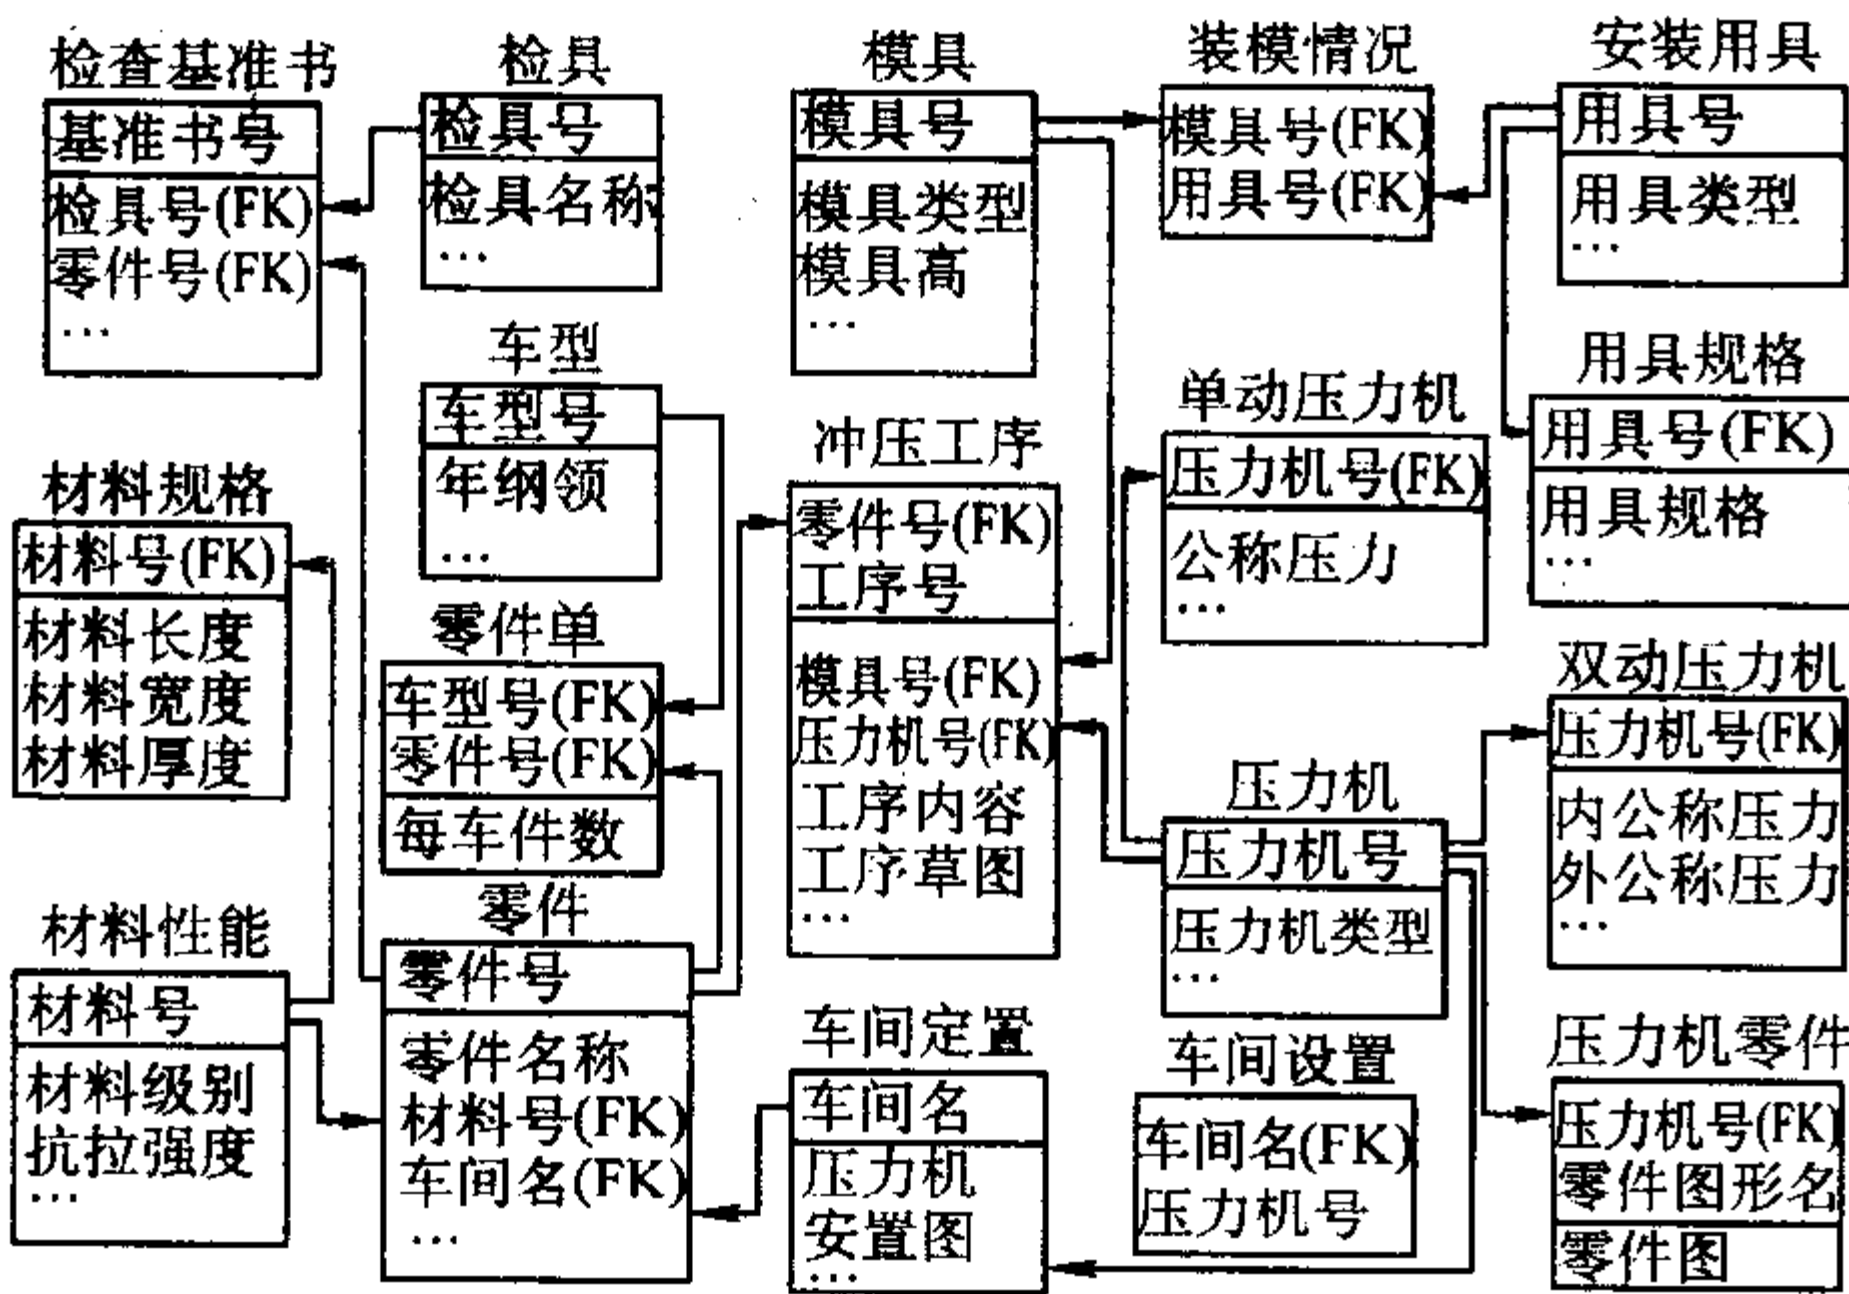 检查基准书
基准书号
检具号(FK)
零件号(FK)
...
检具
检具号
检具名称
...
模具
模具号
模具类型
模具高
...
装模情况
模具号(FK)
用具号(FK)
安装用具
用具号
用具类型
...
车型
车型号
年纲领
...
用具规格
用具号(FK)
用具规格
...
单动压力机
压力机号(FK)
公称压力
...
冲压工序
零件号(FK)
工序号
模具号(FK)
压力机号(FK)
工序内容
工序草图
...
材料规格
材料号(FK)
材料长度
材料宽度
材料厚度
零件单
车型号(FK)
零件号(FK)
每车件数
双动压力机
压力机号(FK)
内公称压力
外公称压力
...
压力机
压力机号
压力机类型
...
零件
零件号
零件名称
材料号(FK)
车间名(FK)
...
材料性能
材料号
材料级别
抗拉强度
...
车间定置
车间名
压力机
安置图
...
车间设置
车间名(FK)
压力机号
压力机零件
压力机号(FK)
零件图形名
零件图